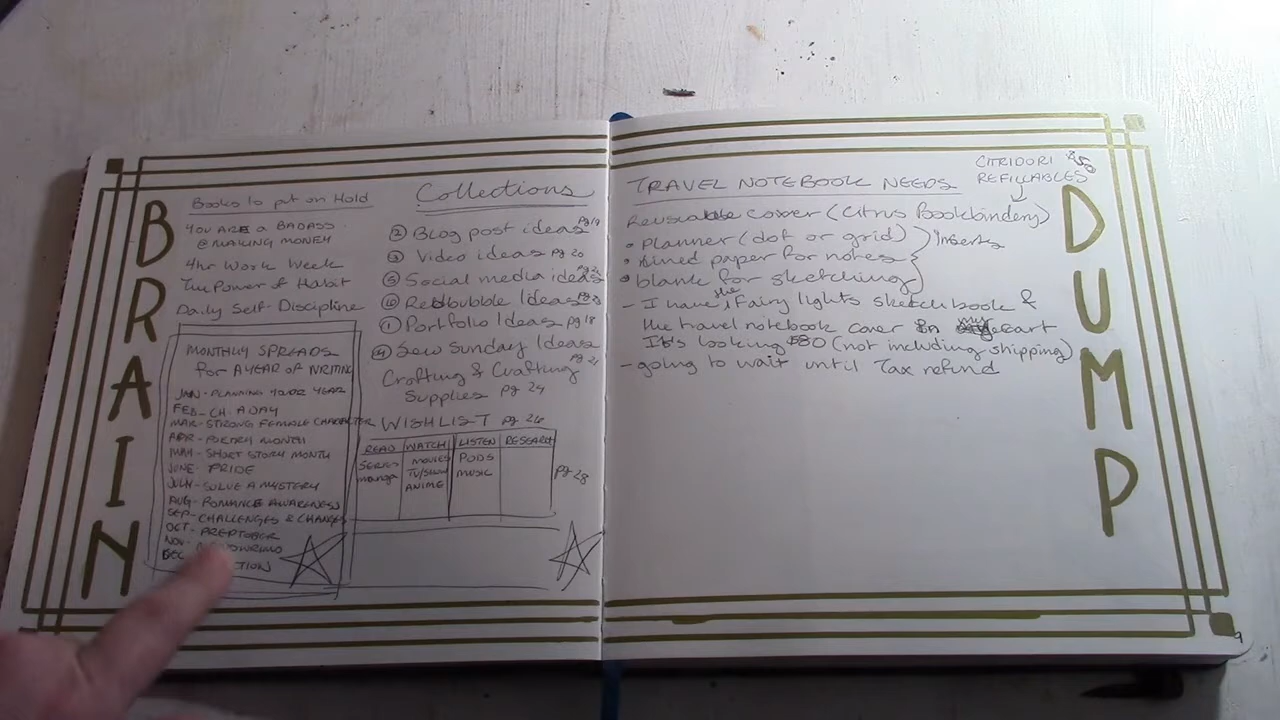 BRAIN
Books to put on Hold
YOU ARE A BADASS
@ MAKING MONEY
4hr Work Week
The Power of Habit
Daily Self-Discipline
MONTHLY SPREADS
for A YEAR OF WRITING
JAN - PLANNING YOUR YEAR
FEB - CH. A DAY
MAR - STRONG FEMALE CHARACTER
APR - POETRY MONTH
MAY - SHORT STORY MONTH
JUNE - PRIDE
JULY - SOLVE A MYSTERY
AUG - ROMANCE AWARENESS
SEP - CHALLENGES & CHANGES
OCT - PREPTOBER
NOV -
DEC
Collections
② Blog post ideas pg 19
③ Video ideas pg 20
⑤ Social media ideas
Redbubble Ideas
① Portfolio Ideas pg 18
④ Sew Sunday Ideas pg 21
Crafting & Crafting
Supplies pg 24
WISHLIST pg 26
READ WATCH LISTEN RESEARCH
SERIES MOVIES PODS
manga TV/SHOW MUSIC
ANIME
pg 28
TRAVEL NOTEBOOK NEEDS
CITRIDORI $50
REFILLABLES
Reusable cover (Citrus Bookbindery)
• planner (dot or grid)
• Lined paper for notes
• blank for sketching
Inserts
- I have the Fairy lights sketchbook &
the travel notebook cover in my cart
It's looking $80 (not including shipping)
- going to wait until Tax refund
DUMP
9